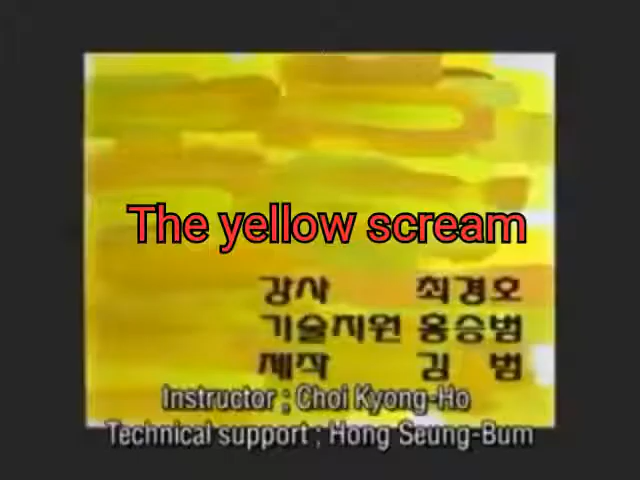 The yellow scream
강사 최경호
기술지원 홍승범
제작 김 범
Instructor ; Choi Kyong-Ho
Technical support ; Hong Seung-Bum